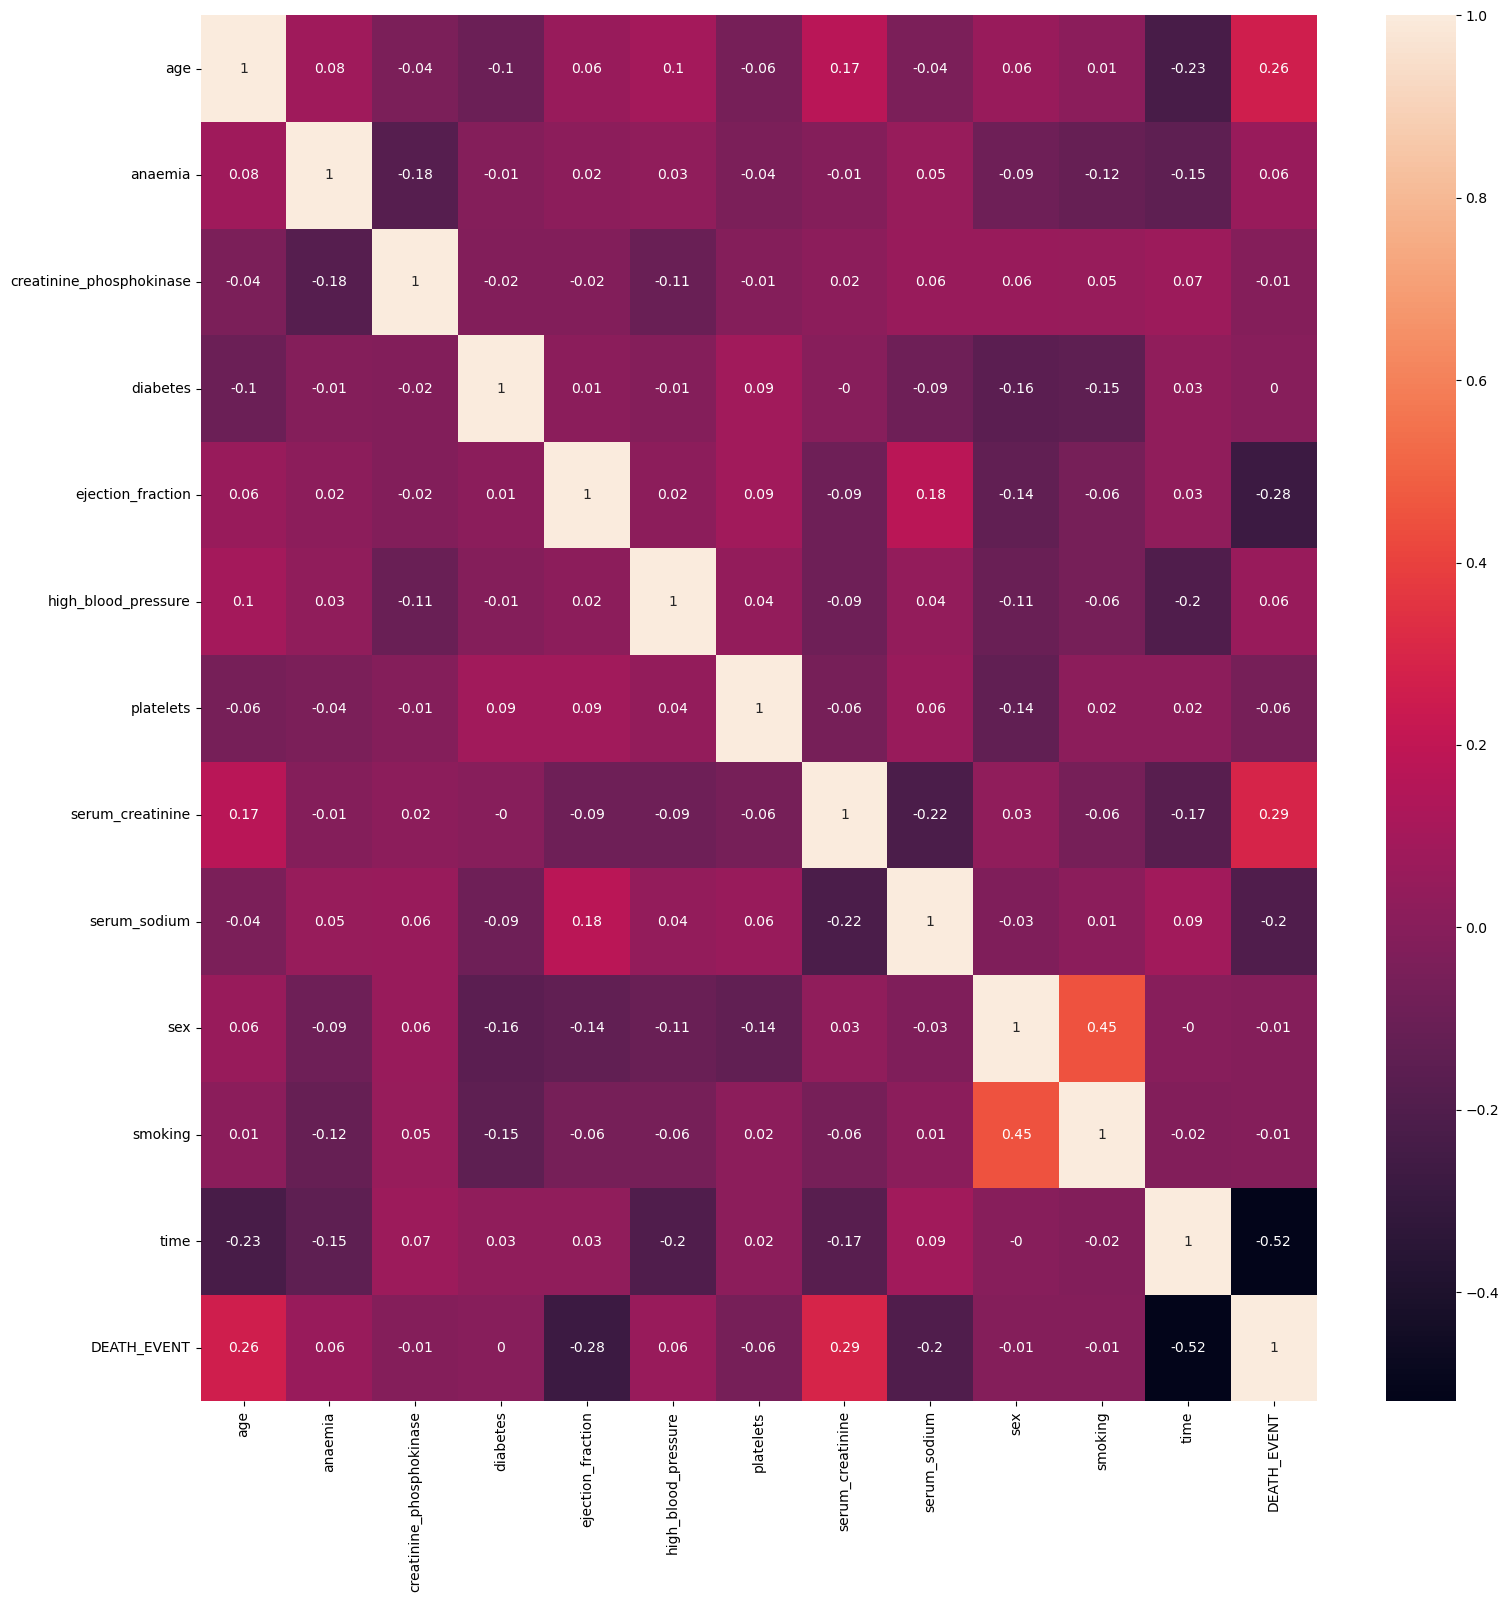 age 1 0.08 -0.04 -0.1 0.06 0.1 -0.06 0.17 -0.04 0.06 0.01 -0.23 0.26
anaemia 0.08 1 -0.18 -0.01 0.02 0.03 -0.04 -0.01 0.05 -0.09 -0.12 -0.15 0.06
creatinine_phosphokinase -0.04 -0.18 1 -0.02 -0.02 -0.11 -0.01 0.02 0.06 0.06 0.05 0.07 -0.01
diabetes -0.1 -0.01 -0.02 1 0.01 -0.01 0.09 -0 -0.09 -0.16 -0.15 0.03 0
ejection_fraction 0.06 0.02 -0.02 0.01 1 0.02 0.09 -0.09 0.18 -0.14 -0.06 0.03 -0.28
high_blood_pressure 0.1 0.03 -0.11 -0.01 0.02 1 0.04 -0.09 0.04 -0.11 -0.06 -0.2 0.06
platelets -0.06 -0.04 -0.01 0.09 0.09 0.04 1 -0.06 0.06 -0.14 0.02 0.02 -0.06
serum_creatinine 0.17 -0.01 0.02 -0 -0.09 -0.09 -0.06 1 -0.22 0.03 -0.06 -0.17 0.29
serum_sodium -0.04 0.05 0.06 -0.09 0.18 0.04 0.06 -0.22 1 -0.03 0.01 0.09 -0.2
sex 0.06 -0.09 0.06 -0.16 -0.14 -0.11 -0.14 0.03 -0.03 1 0.45 -0 -0.01
smoking 0.01 -0.12 0.05 -0.15 -0.06 -0.06 0.02 -0.06 0.01 0.45 1 -0.02 -0.01
time -0.23 -0.15 0.07 0.03 0.03 -0.2 0.02 -0.17 0.09 -0 -0.02 1 -0.52
DEATH_EVENT 0.26 0.06 -0.01 0 -0.28 0.06 -0.06 0.29 -0.2 -0.01 -0.01 -0.52 1
age
anaemia
creatinine_phosphokinase
diabetes
ejection_fraction
high_blood_pressure
platelets
serum_creatinine
serum_sodium
sex
smoking
time
DEATH_EVENT
1.0
0.8
0.6
0.4
0.2
0.0
−0.2
−0.4